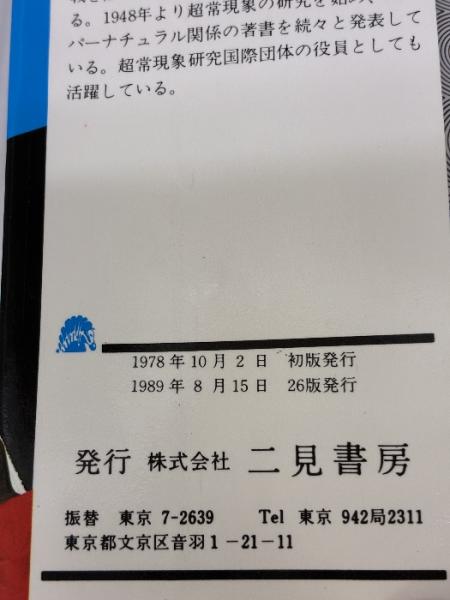 る。1948年より超常現象の研究を始め、
パーナチュラル関係の著書を続々と発表して
いる。超常現象研究国際団体の役員としても
活躍している。
1978年10月2日 初版発行
1989年8月15日 26版発行
発行 株式会社 二見書房
振替 東京 7-2639 Tel 東京 942局2311
東京都文京区音羽1-21-11